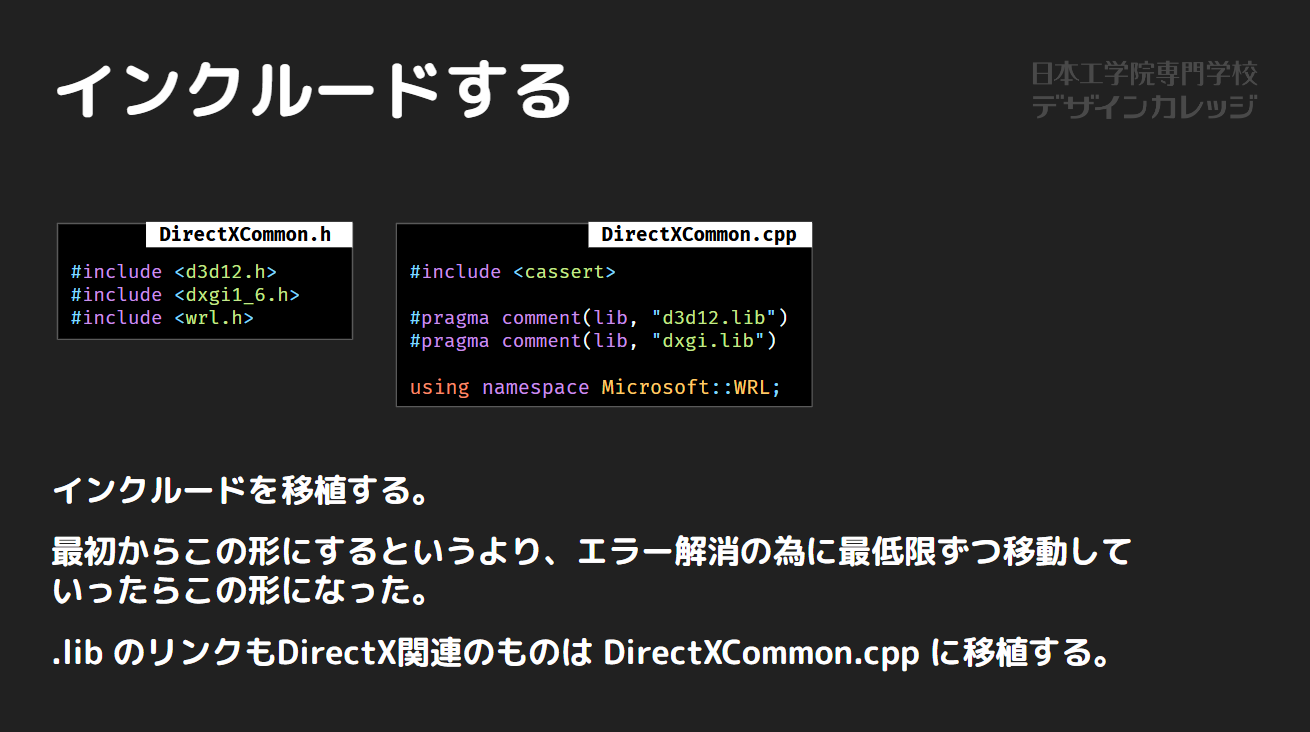 インクルードする
日本工学院専門学校
デザインカレッジ
DirectXCommon.h
#include <d3d12.h>
#include <dxgi1_6.h>
#include <wrl.h>
DirectXCommon.cpp
#include <cassert>
#pragma comment(lib, "d3d12.lib")
#pragma comment(lib, "dxgi.lib")
using namespace Microsoft::WRL;
インクルードを移植する。
最初からこの形にするというより、エラー解消の為に最低限ずつ移動して
いったらこの形になった。
.lib のリンクもDirectX関連のものは DirectXCommon.cpp に移植する。